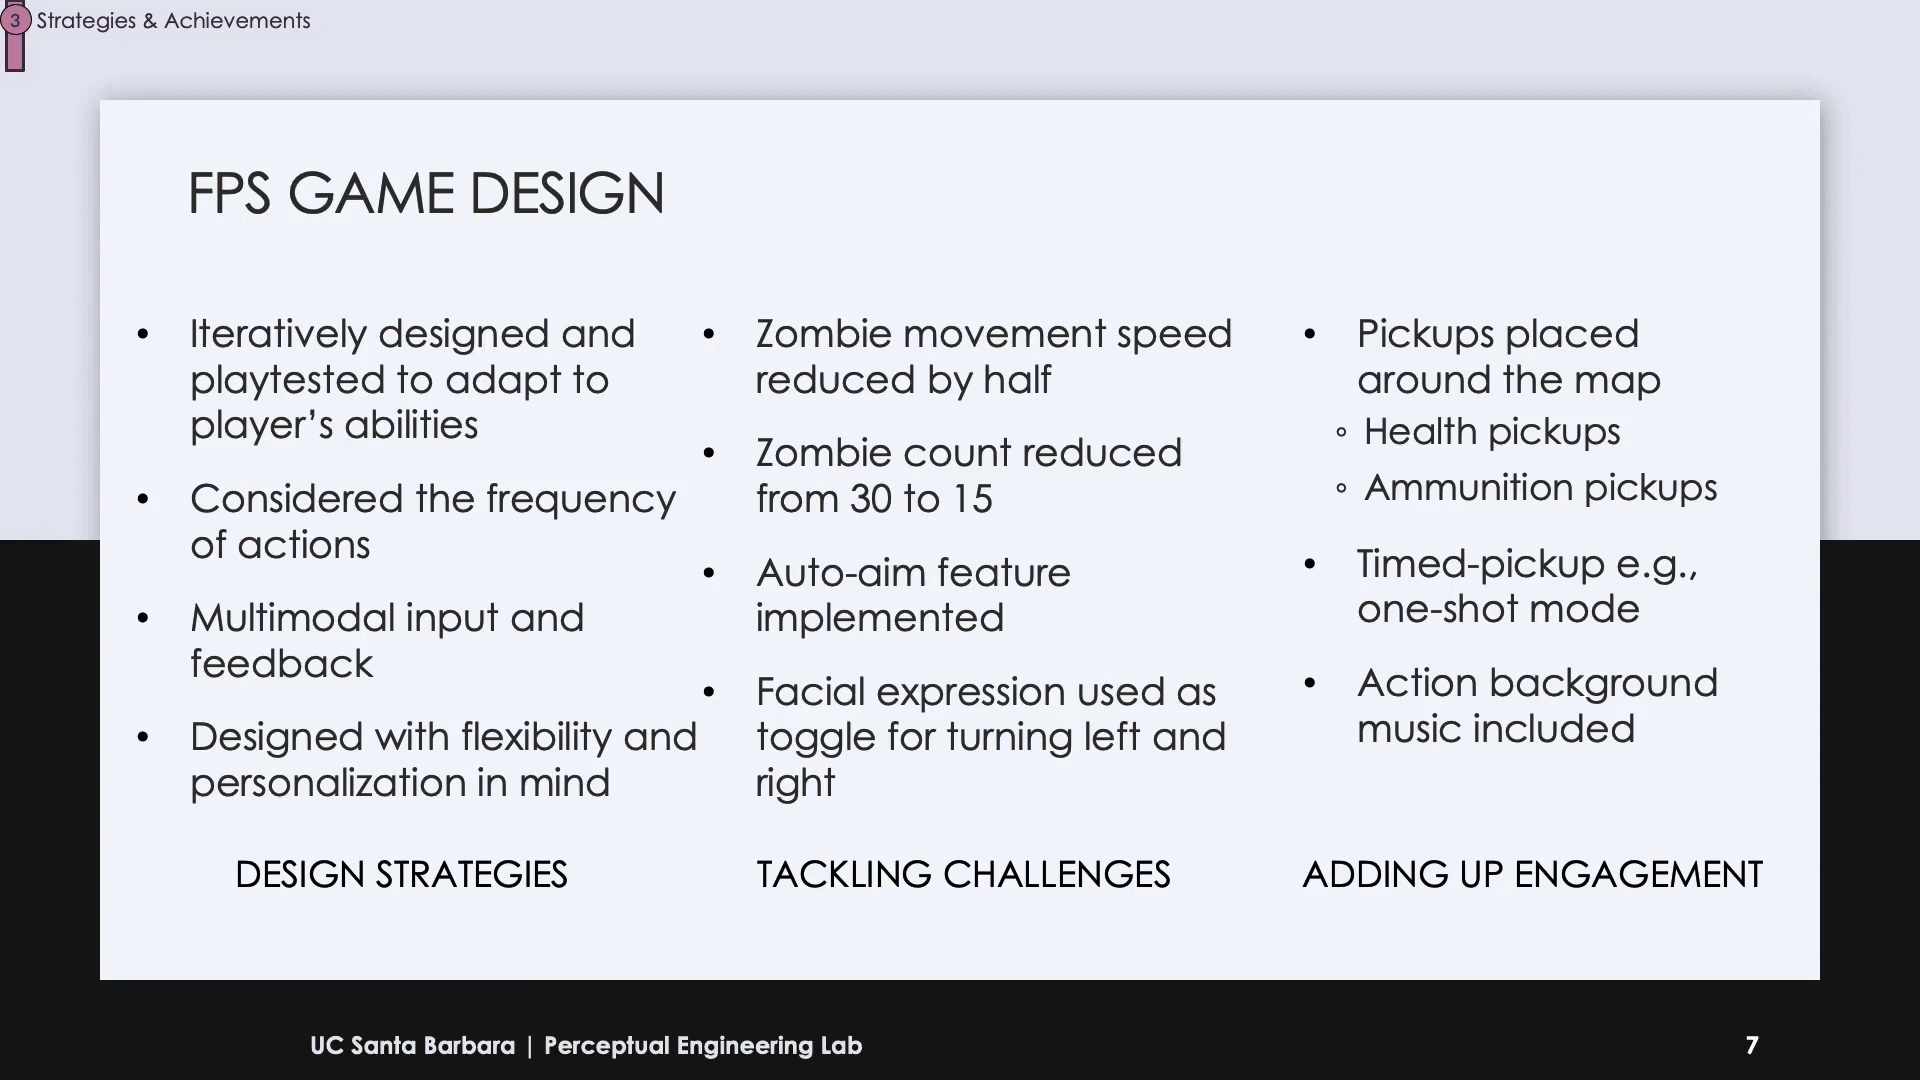 3 Strategies & Achievements
FPS GAME DESIGN
• Iteratively designed and
playtested to adapt to
player’s abilities
• Considered the frequency
of actions
• Multimodal input and
feedback
• Designed with flexibility and
personalization in mind
DESIGN STRATEGIES
• Zombie movement speed
reduced by half
• Zombie count reduced
from 30 to 15
• Auto-aim feature
implemented
• Facial expression used as
toggle for turning left and
right
TACKLING CHALLENGES
• Pickups placed
around the map
◦ Health pickups
◦ Ammunition pickups
• Timed-pickup e.g.,
one-shot mode
• Action background
music included
ADDING UP ENGAGEMENT
UC Santa Barbara | Perceptual Engineering Lab
7